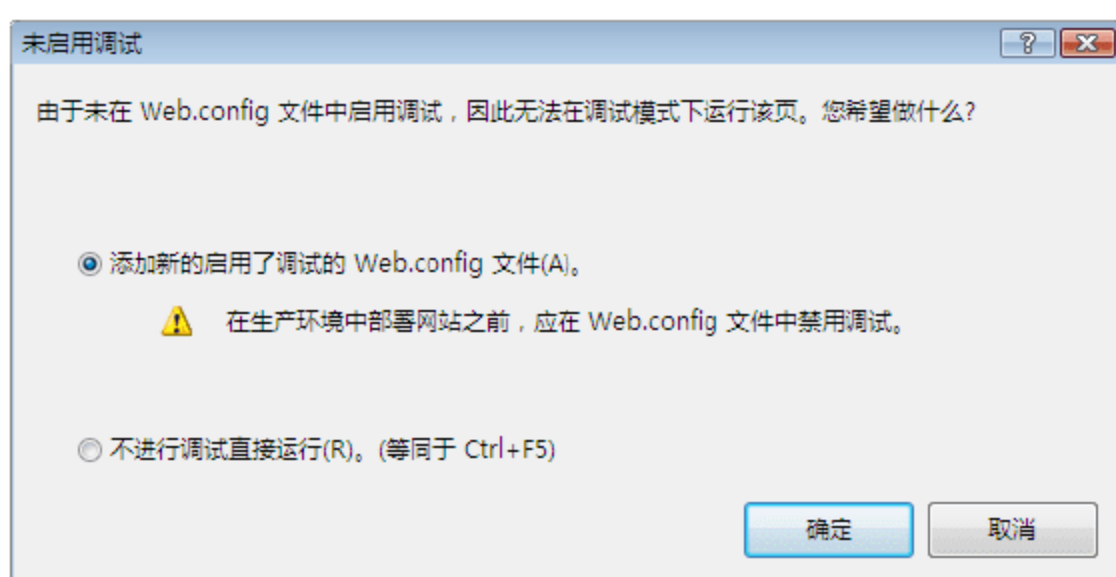 未启用调试
由于未在 Web.config 文件中启用调试，因此无法在调试模式下运行该页。您希望做什么?
添加新的启用了调试的 Web.config 文件(A)。
在生产环境中部署网站之前，应在 Web.config 文件中禁用调试。
不进行调试直接运行(R)。(等同于 Ctrl+F5)
确定 取消